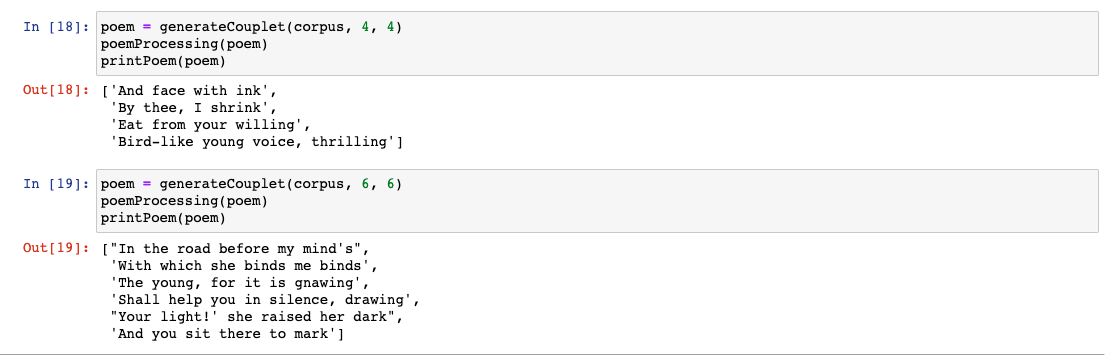 In [18]: poem = generateCouplet(corpus, 4, 4)
poemProcessing(poem)
printPoem(poem)
Out[18]: ['And face with ink',
'By thee, I shrink',
'Eat from your willing',
'Bird-like young voice, thrilling']
In [19]: poem = generateCouplet(corpus, 6, 6)
poemProcessing(poem)
printPoem(poem)
Out[19]: ["In the road before my mind's",
'With which she binds me binds',
'The young, for it is gnawing',
'Shall help you in silence, drawing',
"Your light!' she raised her dark",
'And you sit there to mark']